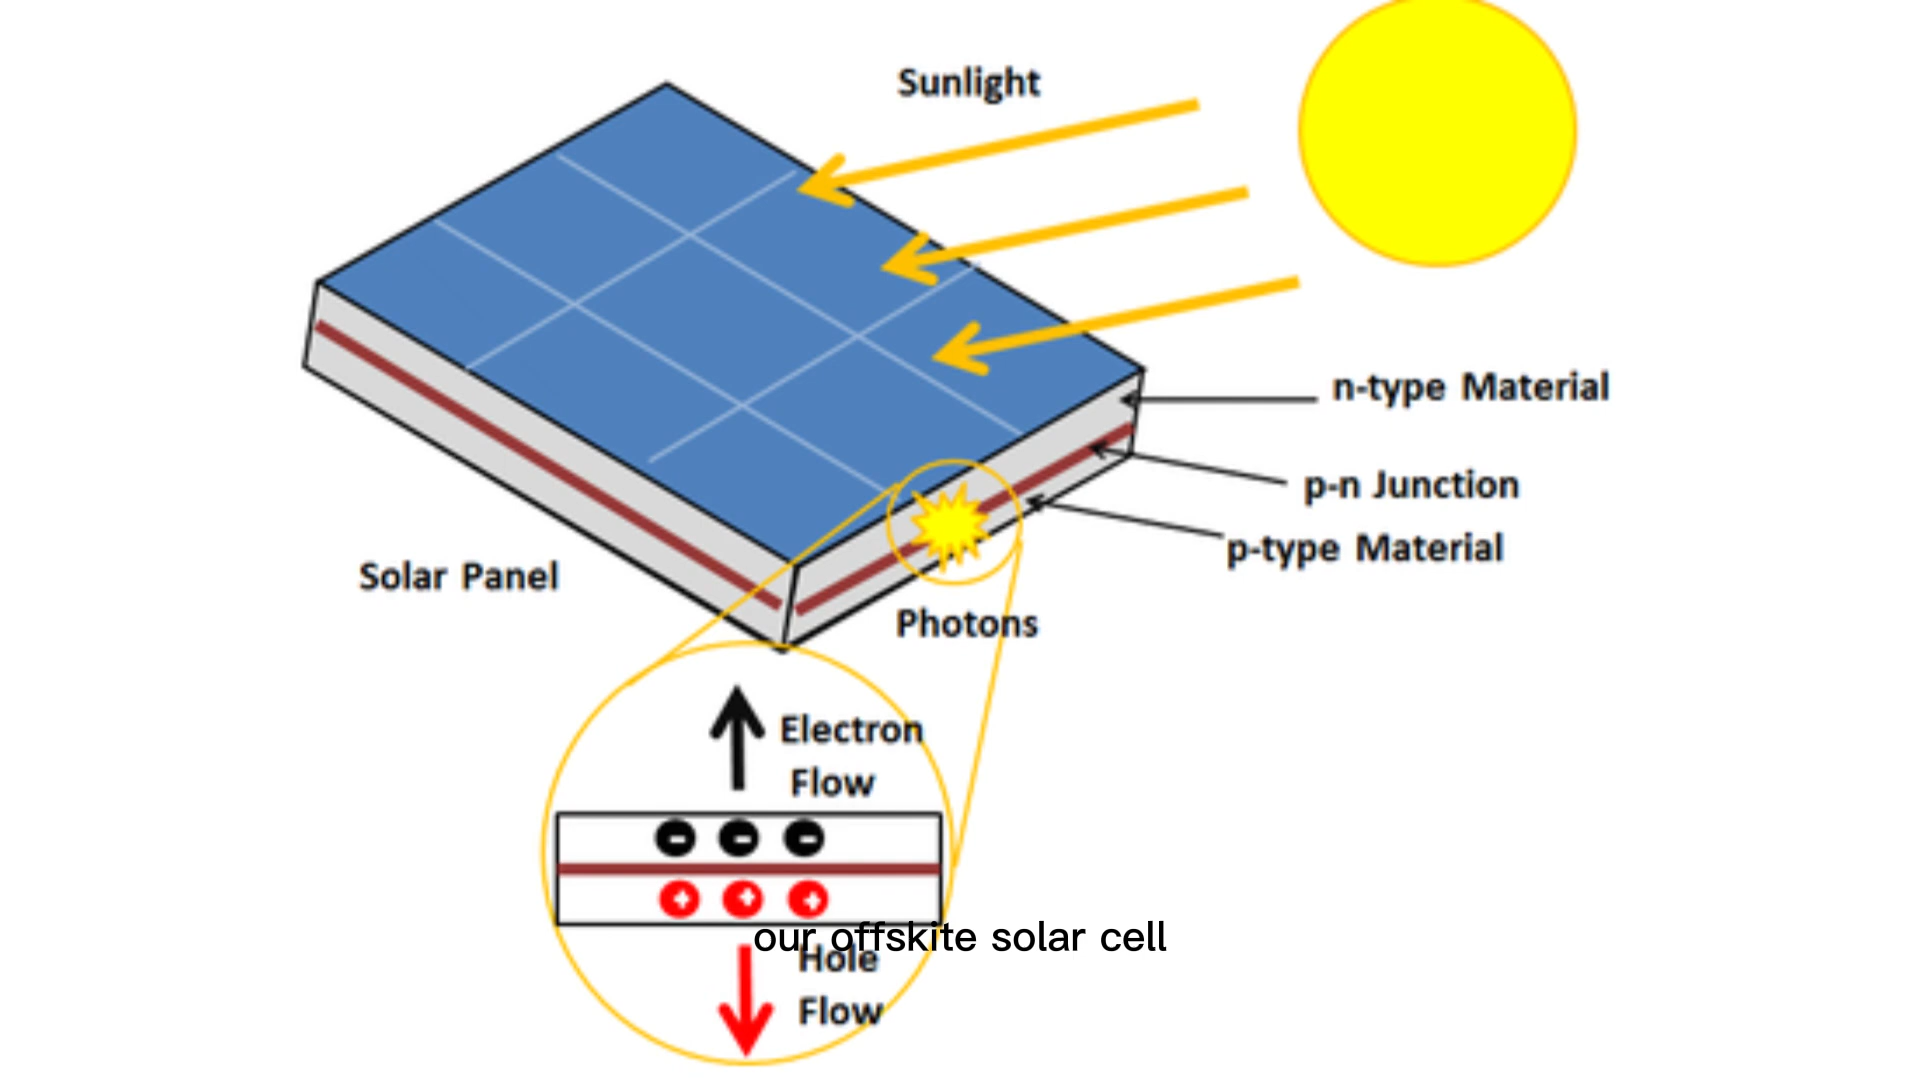 Sunlight
n-type Material
p-n Junction
p-type Material
Solar Panel
Photons
Electron
Flow
our offskite solar cell
Hole
Flow